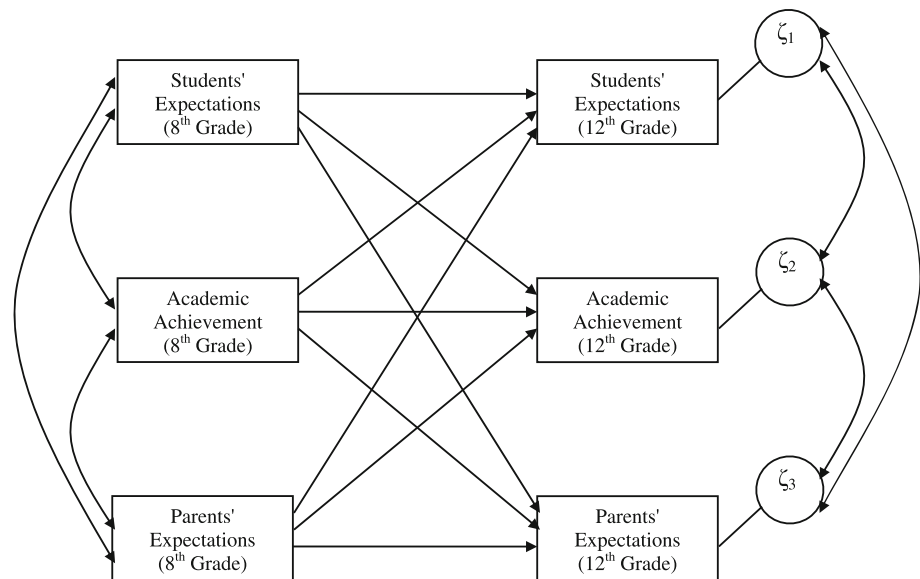 ζ1
Students'
Expectations
(8th Grade)
Students'
Expectations
(12th Grade)
ζ2
Academic
Achievement
(8th Grade)
Academic
Achievement
(12th Grade)
ζ3
Parents'
Expectations
(8th Grade)
Parents'
Expectations
(12th Grade)